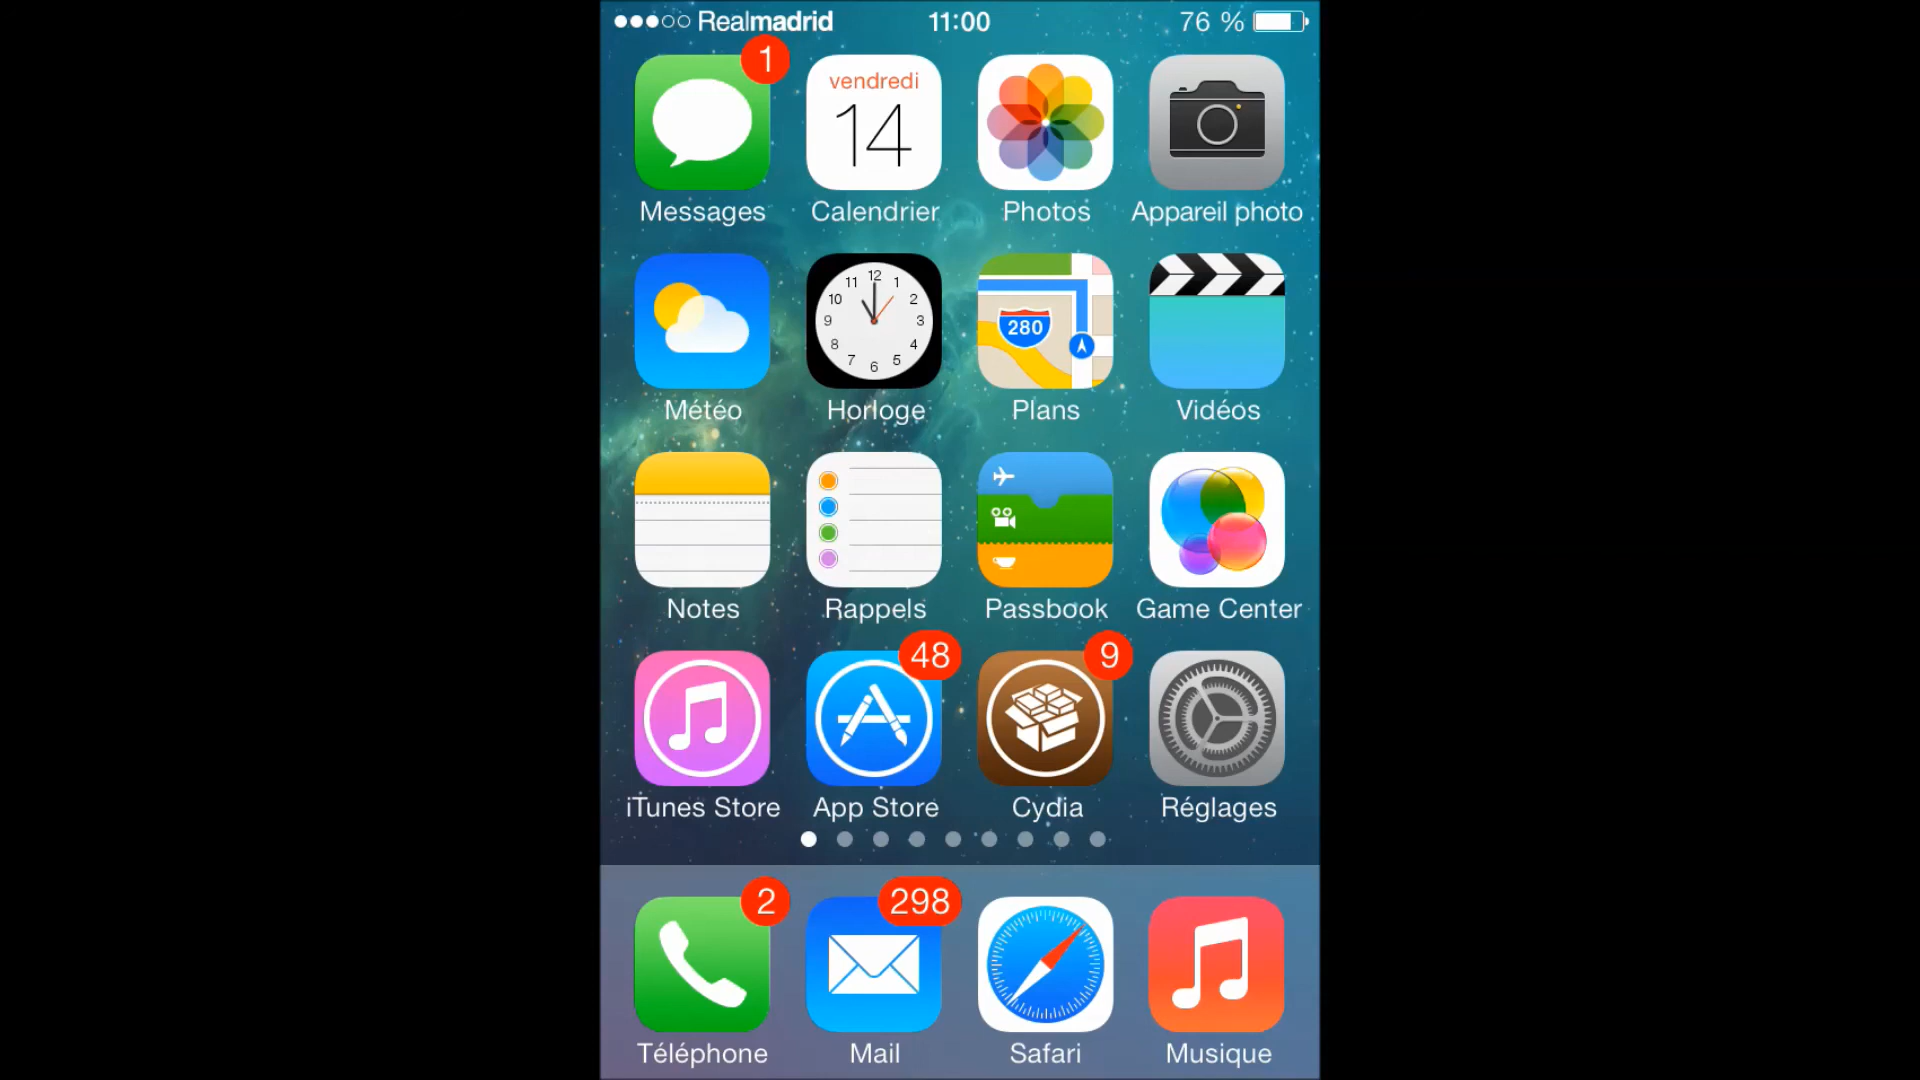 Realmadrid 11:00 76 %
1
vendredi
14
Messages Calendrier Photos Appareil photo
11 12 1
10 2
9 3
8 4
7 6 5
280
Météo Horloge Plans Vidéos
Notes Rappels Passbook Game Center
48 9
iTunes Store App Store Cydia Réglages
2 298
Téléphone Mail Safari Musique